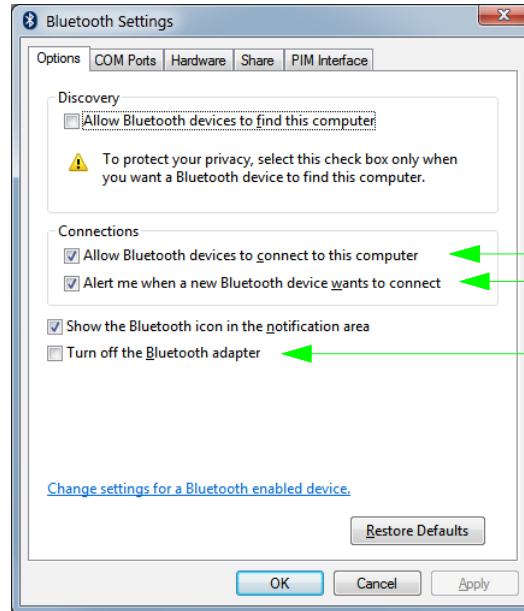 Bluetooth Settings
Options COM Ports Hardware Share PIM Interface
Discovery
Allow Bluetooth devices to find this computer
To protect your privacy, select this check box only when
you want a Bluetooth device to find this computer.
Connections
Allow Bluetooth devices to connect to this computer
Alert me when a new Bluetooth device wants to connect
Show the Bluetooth icon in the notification area
Turn off the Bluetooth adapter
Change settings for a Bluetooth enabled device.
Restore Defaults
OK Cancel Apply